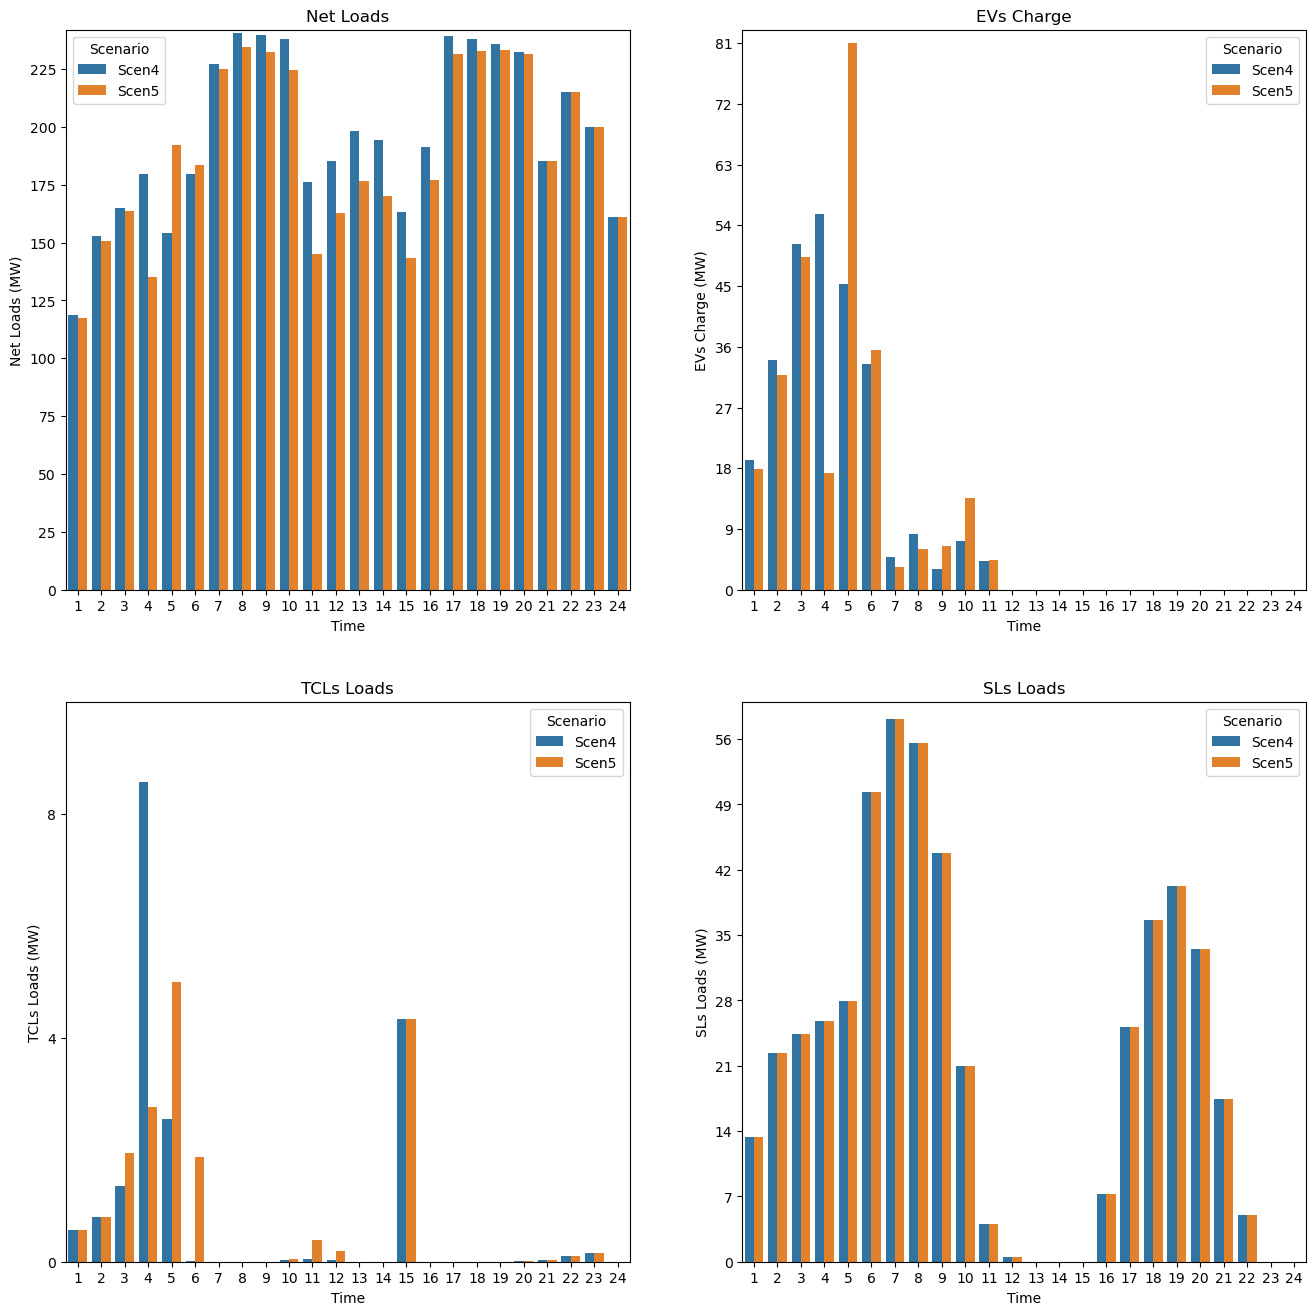 Net Loads
Scenario
Scen4
Scen5
Net Loads (MW)
225
200
175
150
125
100
75
50
25
0
1 2 3 4 5 6 7 8 9 10 11 12 13 14 15 16 17 18 19 20 21 22 23 24
Time
EVs Charge
Scenario
Scen4
Scen5
EVs Charge (MW)
81
72
63
54
45
36
27
18
9
0
1 2 3 4 5 6 7 8 9 10 11 12 13 14 15 16 17 18 19 20 21 22 23 24
Time
TCLs Loads
Scenario
Scen4
Scen5
TCLs Loads (MW)
8
4
0
1 2 3 4 5 6 7 8 9 10 11 12 13 14 15 16 17 18 19 20 21 22 23 24
Time
SLs Loads
Scenario
Scen4
Scen5
SLs Loads (MW)
56
49
42
35
28
21
14
7
0
1 2 3 4 5 6 7 8 9 10 11 12 13 14 15 16 17 18 19 20 21 22 23 24
Time